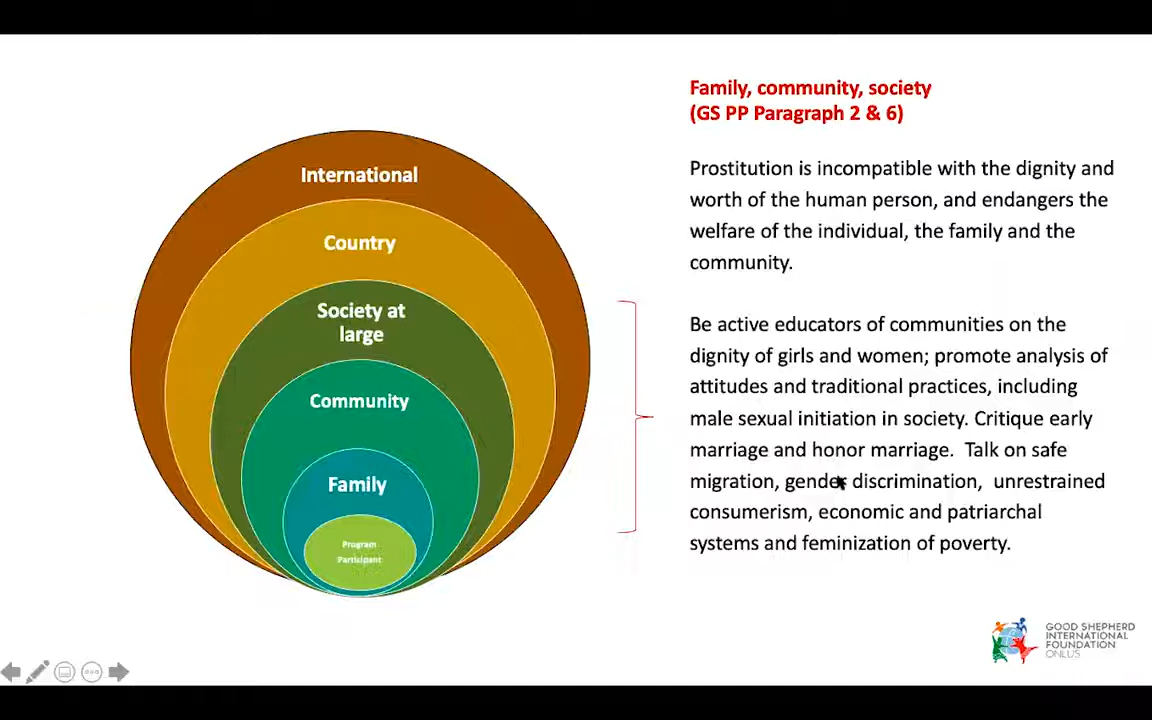 International
Country
Society at
large
Community
Family
Program
Participant
Family, community, society
(GS PP Paragraph 2 & 6)
Prostitution is incompatible with the dignity and
worth of the human person, and endangers the
welfare of the individual, the family and the
community.
Be active educators of communities on the
dignity of girls and women; promote analysis of
attitudes and traditional practices, including
male sexual initiation in society. Critique early
marriage and honor marriage.  Talk on safe
migration, gender discrimination,  unrestrained
consumerism, economic and patriarchal
systems and feminization of poverty.
GOOD SHEPHERD
INTERNATIONAL
FOUNDATION
ONLUS